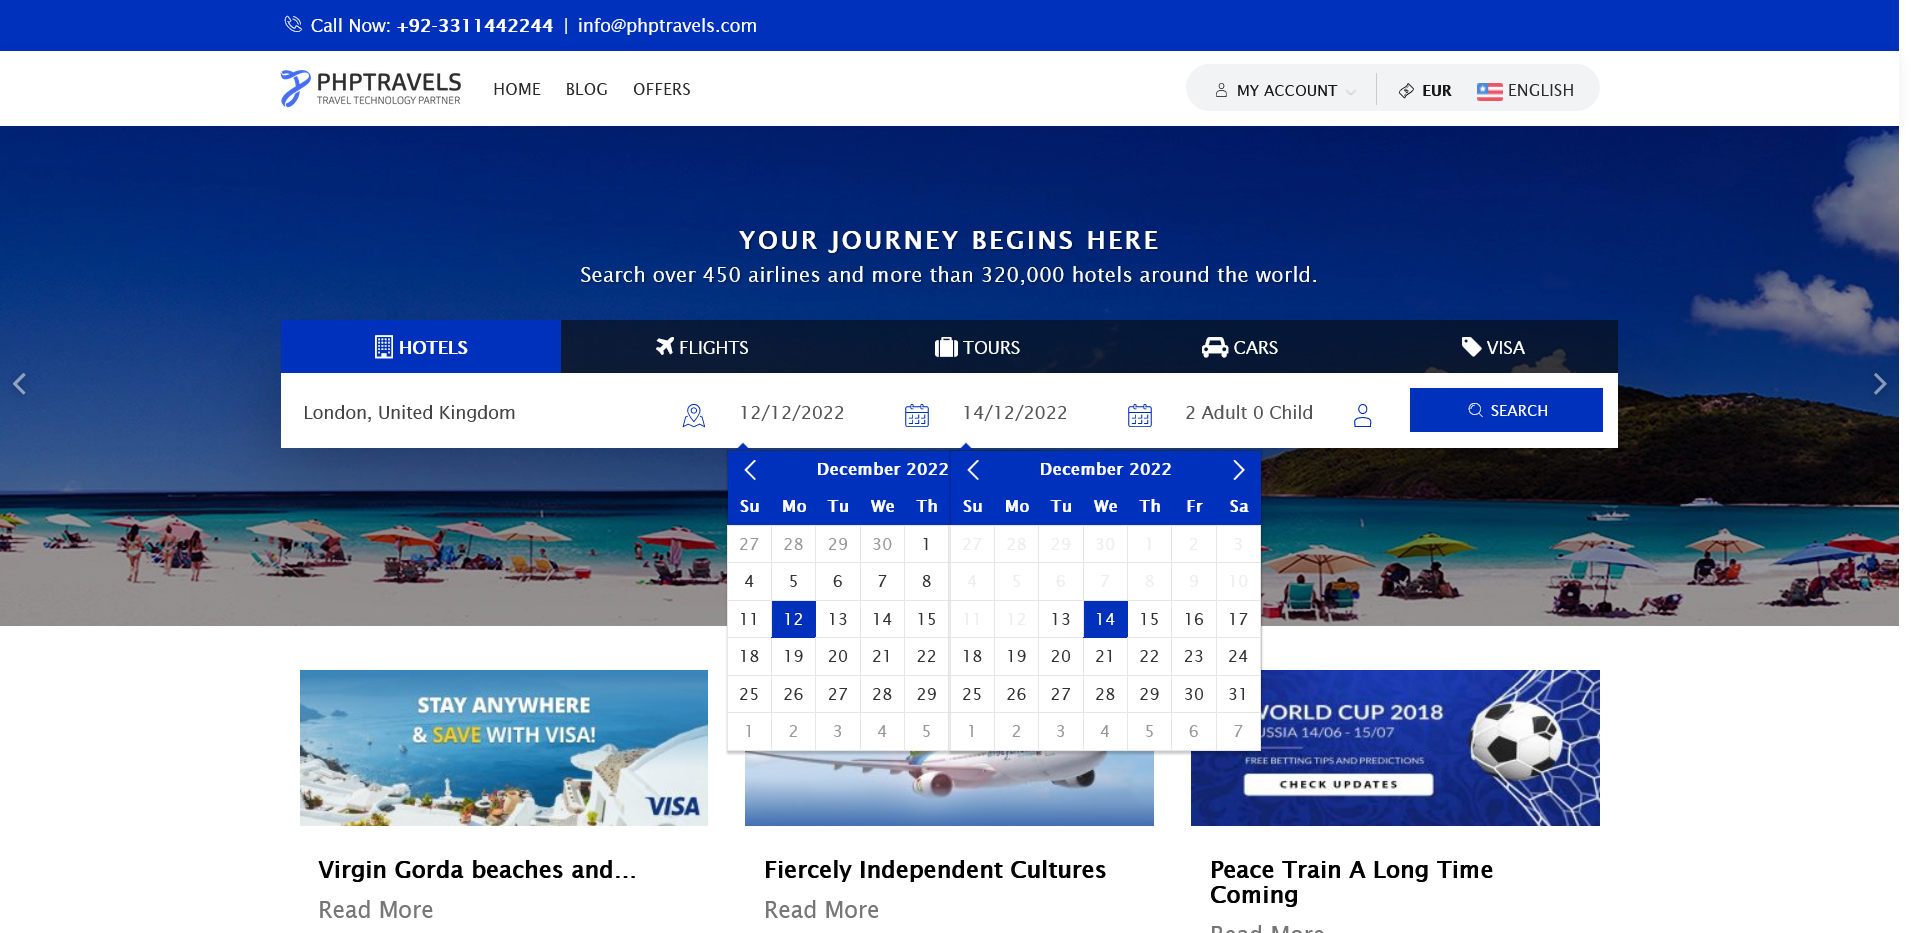 Call Now: +92-3311442244 | info@phptravels.com
PHPTRAVELS
TRAVEL TECHNOLOGY PARTNER
HOME BLOG OFFERS
MY ACCOUNT EUR ENGLISH
YOUR JOURNEY BEGINS HERE
Search over 450 airlines and more than 320,000 hotels around the world.
HOTELS FLIGHTS TOURS CARS VISA
London, United Kingdom 12/12/2022 14/12/2022 2 Adult 0 Child SEARCH
December 2022 December 2022
Su Mo Tu We Th Su Mo Tu We Th Fr Sa
27 28 29 30 1 27 28 29 30 1 2 3
4 5 6 7 8 4 5 6 7 8 9 10
11 12 13 14 15 11 12 13 14 15 16 17
18 19 20 21 22 18 19 20 21 22 23 24
25 26 27 28 29 25 26 27 28 29 30 31
1 2 3 4 5 1 2 3 4 5 6 7
STAY ANYWHERE
& SAVE WITH VISA!
VISA
ORLD CUP 2018
USSIA 14/06 - 15/07
FREE BETTING TIPS AND PREDICTIONS
CHECK UPDATES
Virgin Gorda beaches and...
Read More
Fiercely Independent Cultures
Read More
Peace Train A Long Time
Coming
Read More